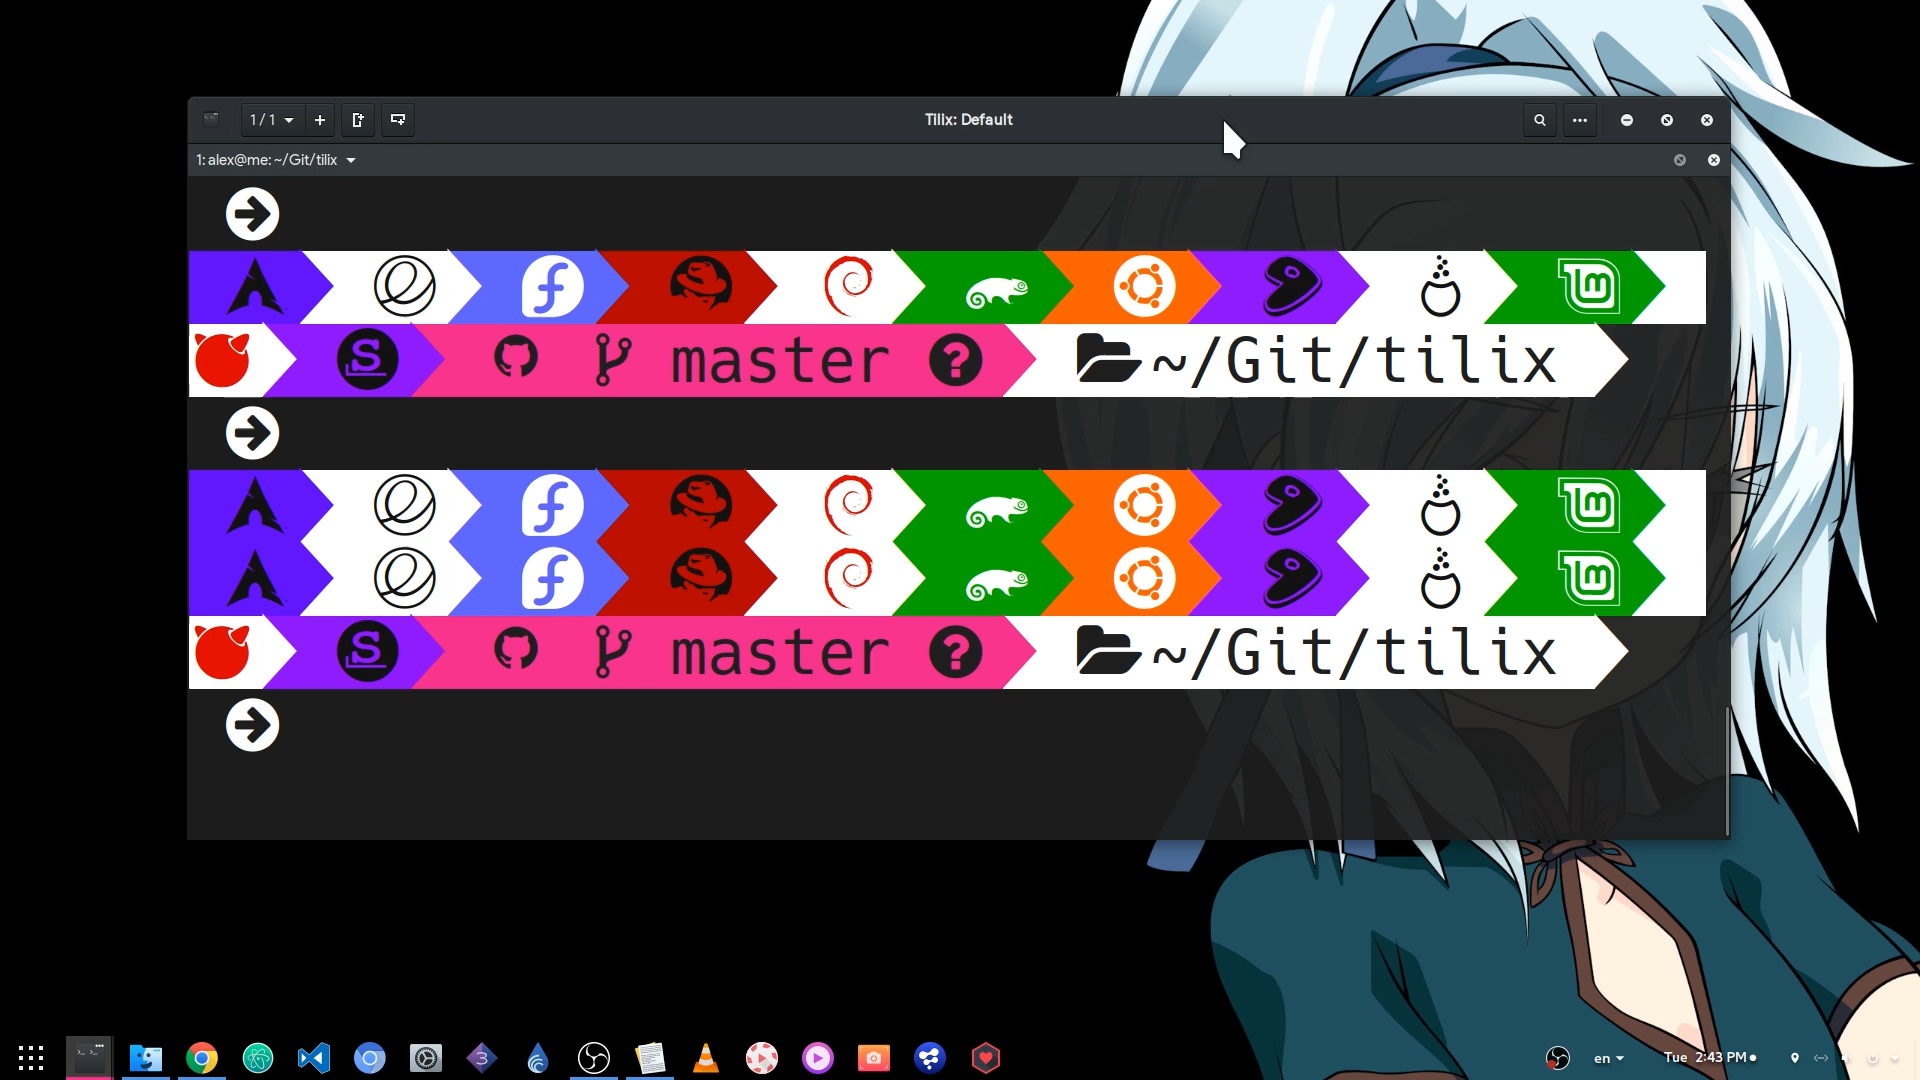 1 / 1
Tilix: Default
1: alex@me: ~/Git/tilix
master ? ~/Git/tilix
master ? ~/Git/tilix
en
Tue 2:43 PM